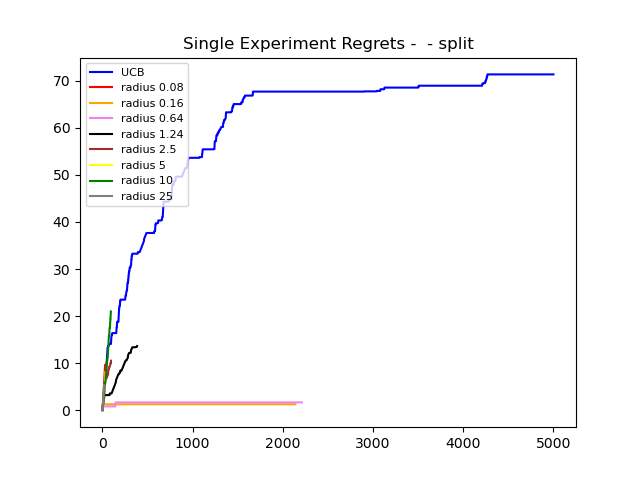 Single Experiment Regrets -  - split
UCB
radius 0.08
radius 0.16
radius 0.64
radius 1.24
radius 2.5
radius 5
radius 10
radius 25
70
60
50
40
30
20
10
0
0 1000 2000 3000 4000 5000